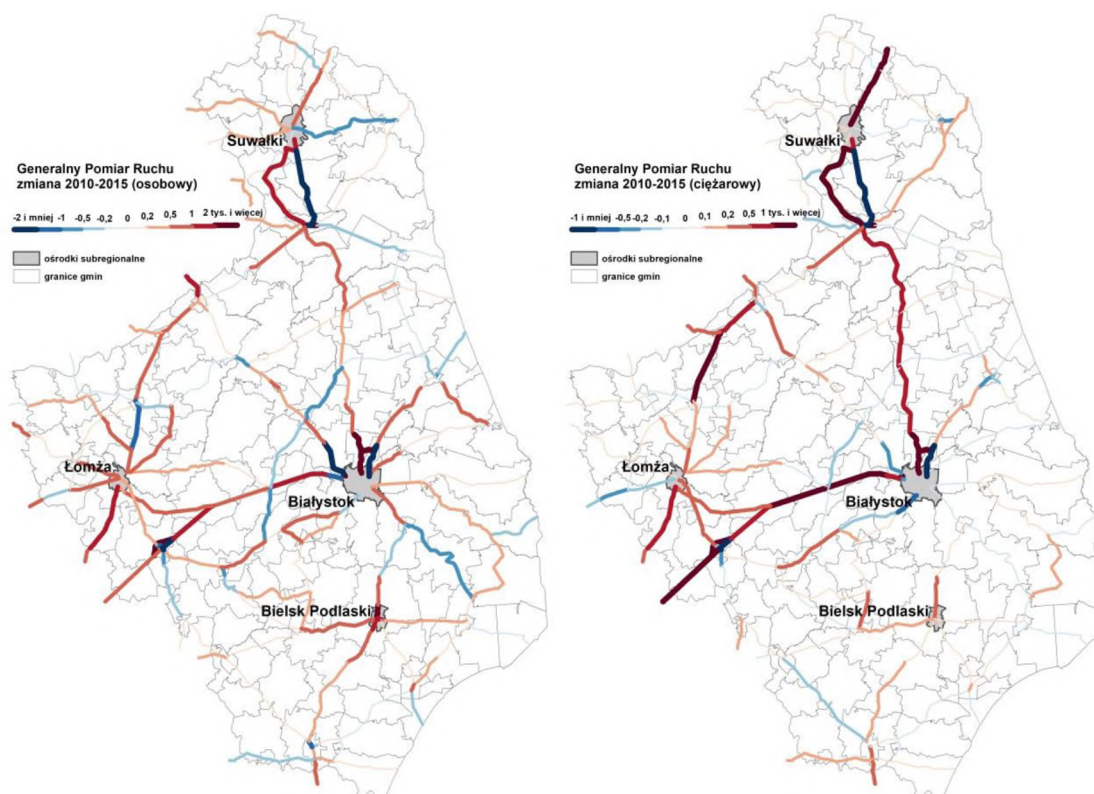 Suwałki
Generalny Pomiar Ruchu
zmiana 2010-2015 (osobowy)
-2 i mniej -1 -0,5 -0,2 0 0,2 0,5 1 2 tys. i więcej
ośrodki subregionalne
granice gmin
Łomża
Białystok
Bielsk Podlaski
Suwałki
Generalny Pomiar Ruchu
zmiana 2010-2015 (ciężarowy)
-1 i mniej -0,5 -0,2 -0,1 0 0,1 0,2 0,5 1 tys. i więcej
ośrodki subregionalne
granice gmin
Łomża
Białystok
Bielsk Podlaski